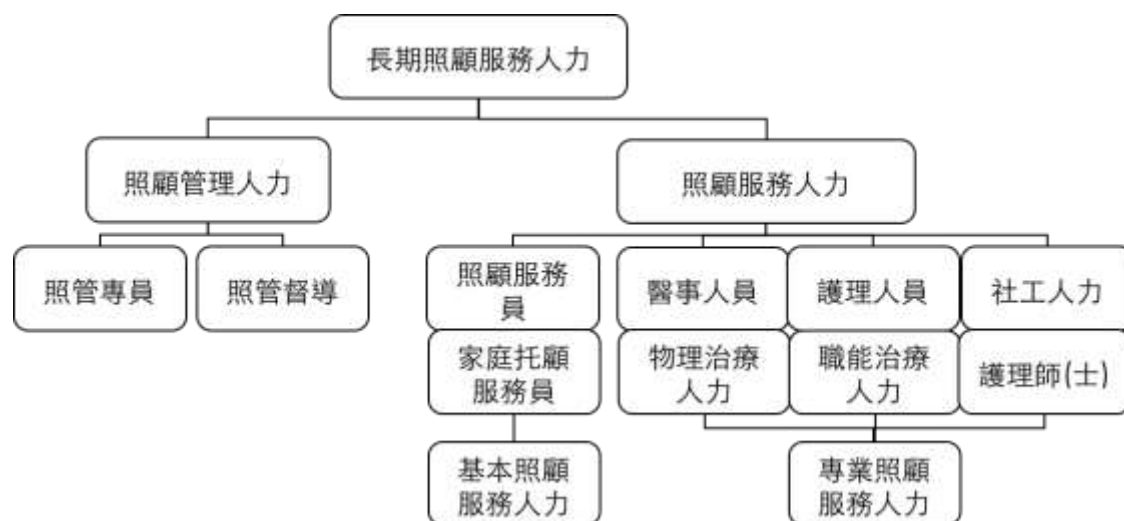 長期照顧服務人力
照顧管理人力
照顧服務人力
照管專員
照管督導
照顧服務
員
醫事人員
護理人員
社工人力
家庭托顧
服務員
物理治療
人力
職能治療
人力
護理師(士)
基本照顧
服務人力
專業照顧
服務人力